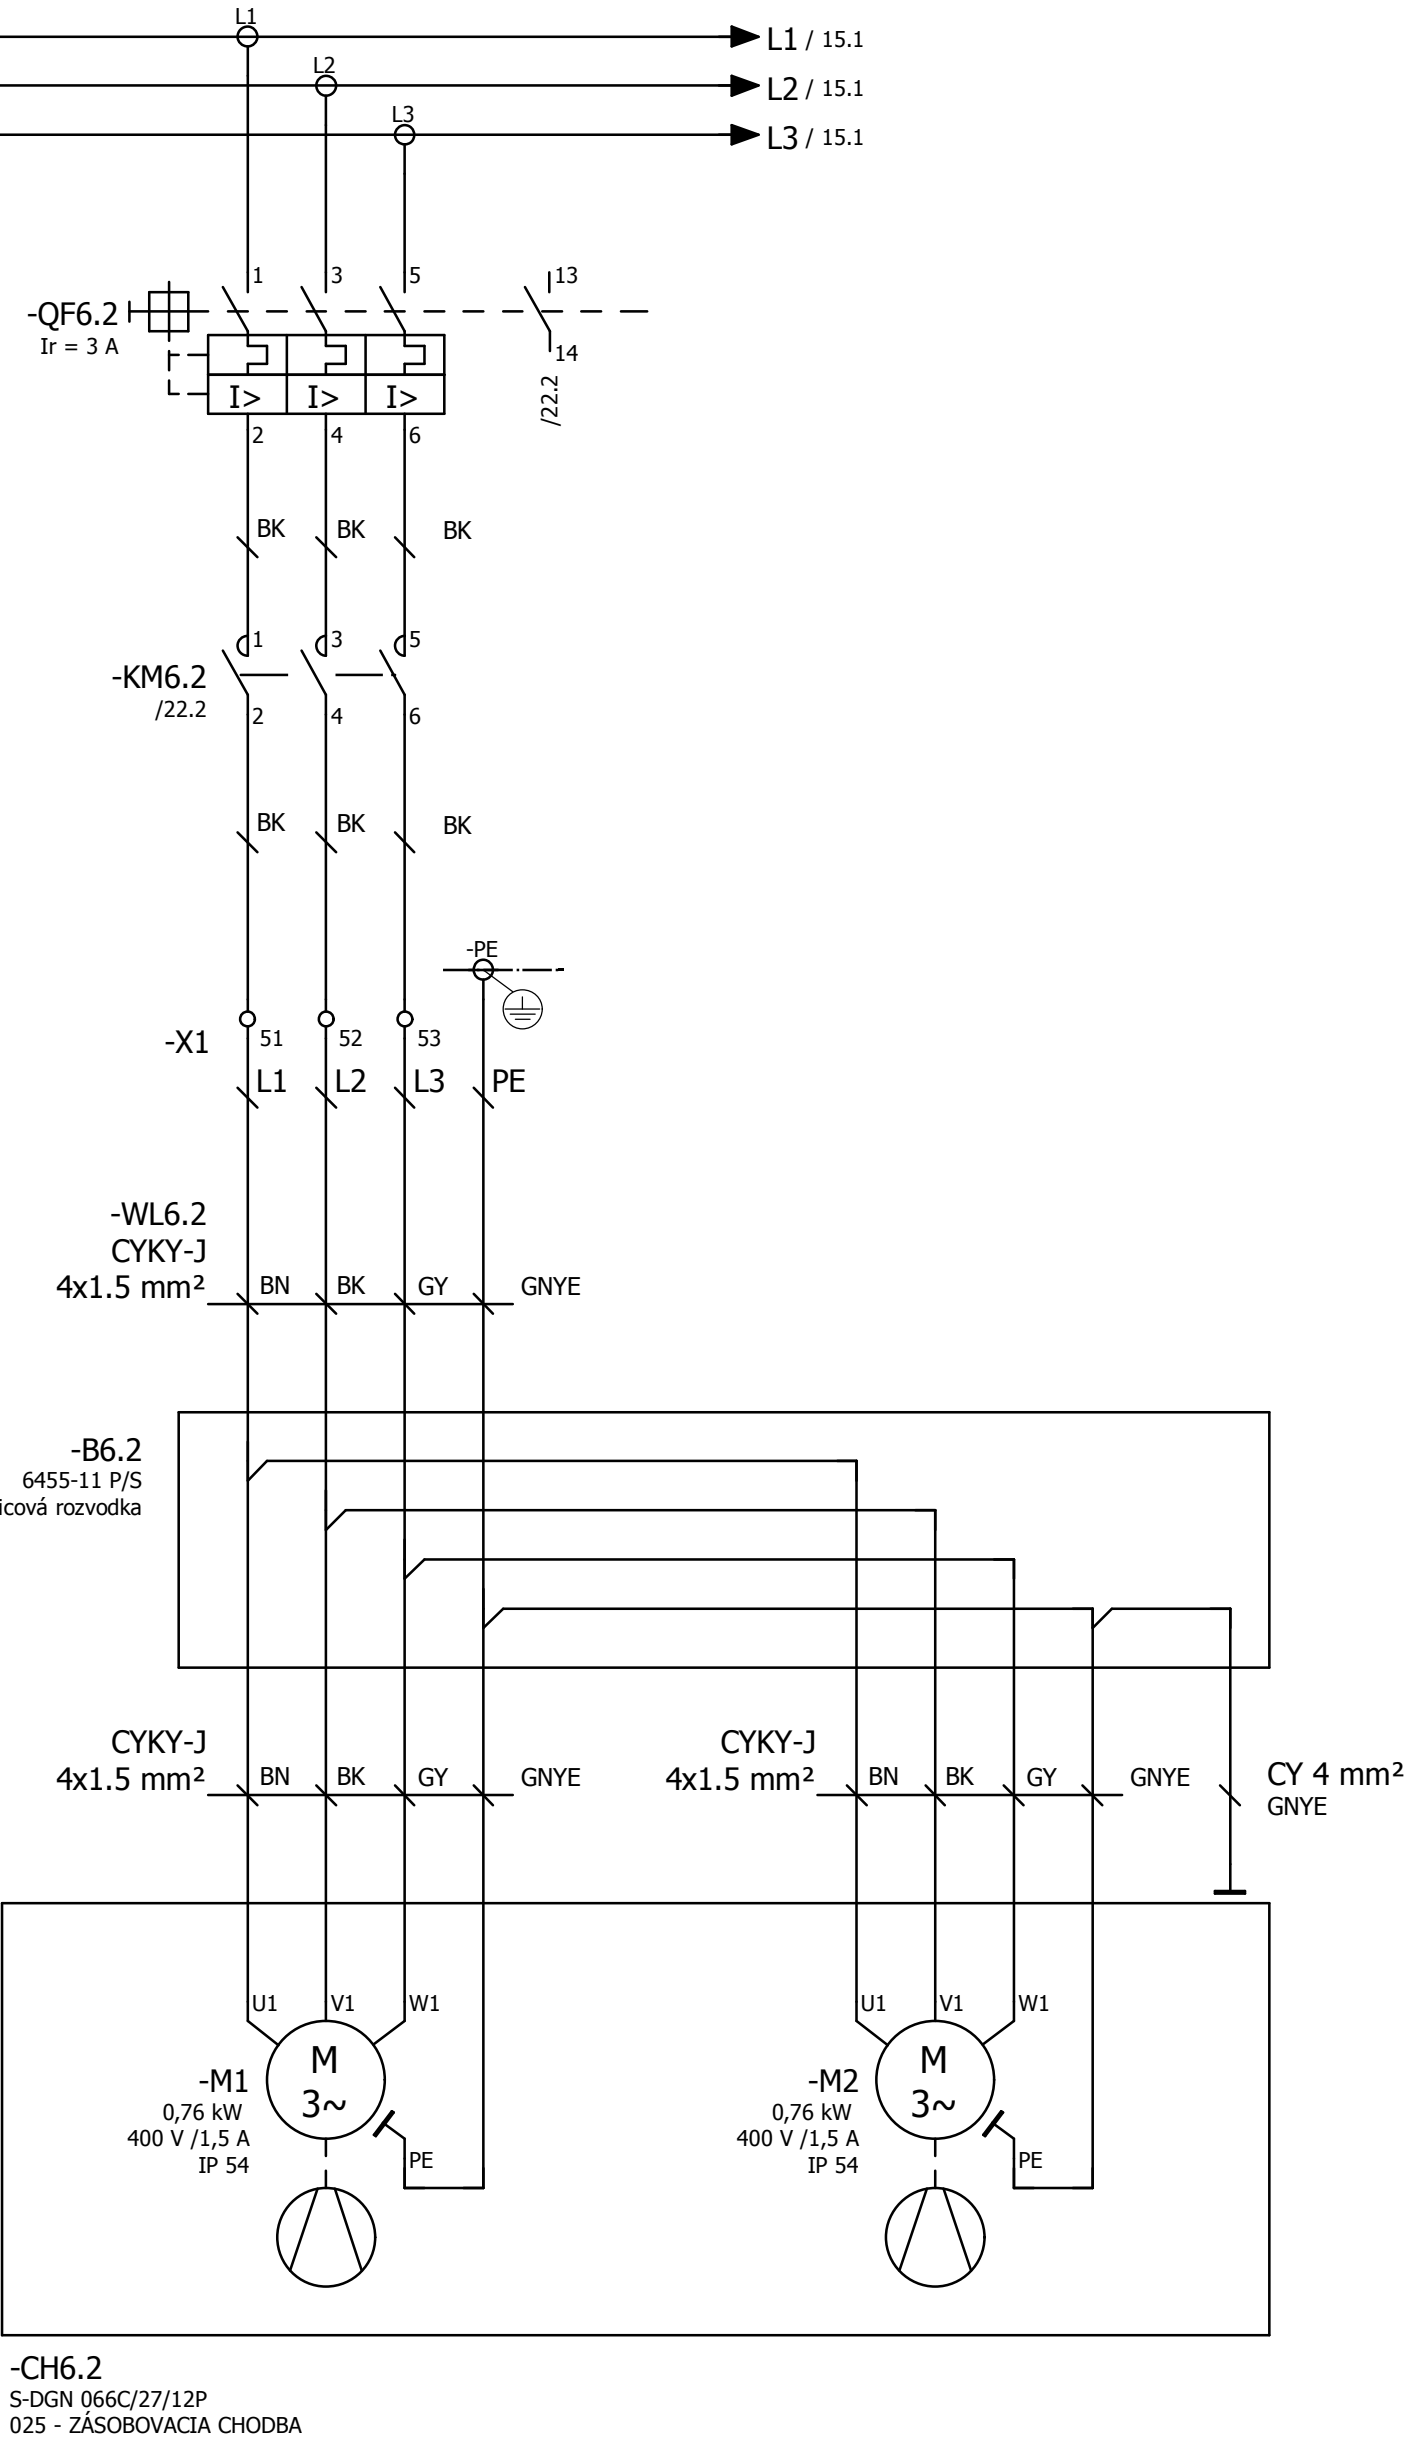 L1
L1 / 15.1
L2
L2 / 15.1
L3
L3 / 15.1
1 3 5 13
-QF6.2
Ir = 3 A
14
I> I> I>
/22.2
2 4 6
BK BK BK
1 3 5
-KM6.2
/22.2
2 4 6
BK BK BK
-PE
-X1 51 52 53
L1 L2 L3 PE
-WL6.2
CYKY-J
4x1.5 mm² BN BK GY GNYE
-B6.2
6455-11 P/S
icová rozvodka
CYKY-J
4x1.5 mm² BN BK GY GNYE
CYKY-J
4x1.5 mm² BN BK GY GNYE
CY 4 mm²
GNYE
U1 V1 W1
M
3~
-M1
0,76 kW
400 V /1,5 A
IP 54
PE
U1 V1 W1
M
3~
-M2
0,76 kW
400 V /1,5 A
IP 54
PE
-CH6.2
S-DGN 066C/27/12P
025 - ZÁSOBOVACIA CHODBA